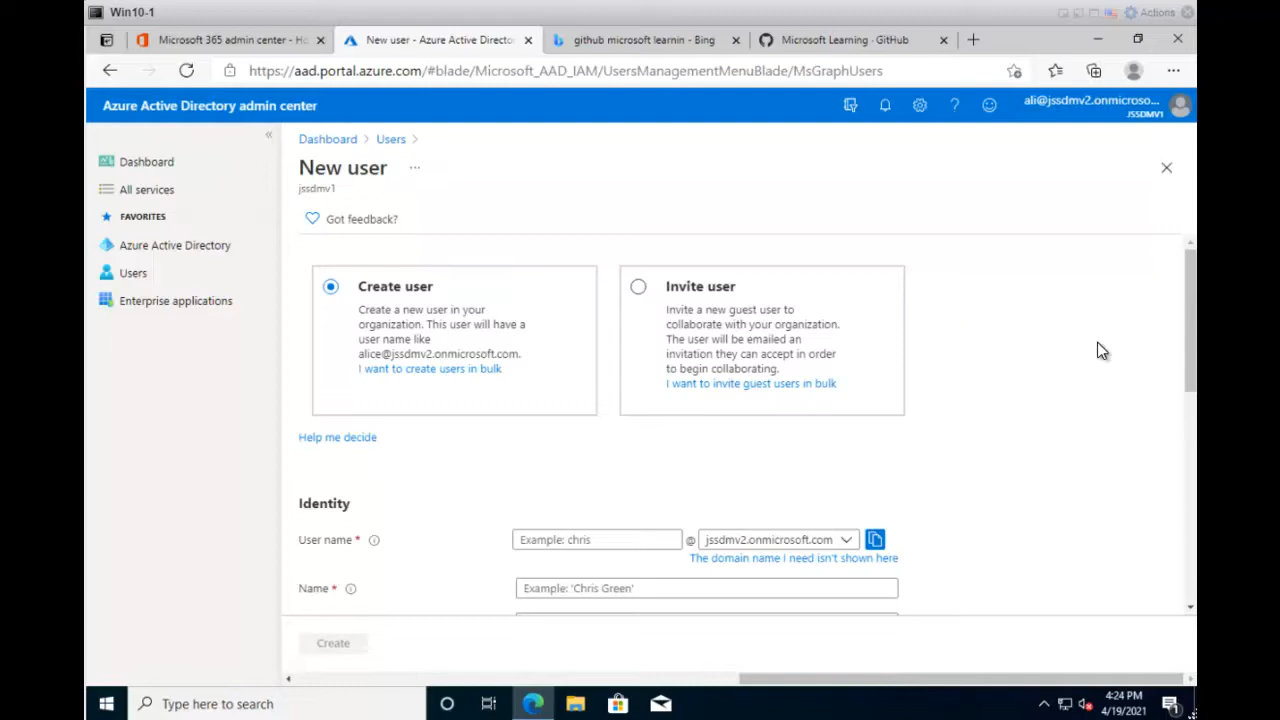 Win10-1
Actions
Microsoft 365 admin center - Ho
New user - Azure Active Directo
github microsoft learnin - Bing
Microsoft Learning · GitHub
https://aad.portal.azure.com/#blade/Microsoft_AAD_IAM/UsersManagementMenuBlade/MsGraphUsers
Azure Active Directory admin center
ali@jssdmv2.onmicroso...
JSSDMV1
Dashboard
All services
FAVORITES
Azure Active Directory
Users
Enterprise applications
Dashboard > Users >
New user ...
jssdmv1
Got feedback?
Create user
Create a new user in your
organization. This user will have a
user name like
alice@jssdmv2.onmicrosoft.com.
I want to create users in bulk
Invite user
Invite a new guest user to
collaborate with your organization.
The user will be emailed an
invitation they can accept in order
to begin collaborating.
I want to invite guest users in bulk
Help me decide
Identity
User name *
Example: chris
@
jssdmv2.onmicrosoft.com
The domain name I need isn't shown here
Name *
Example: 'Chris Green'
Create
Type here to search
4:24 PM
4/19/2021
1